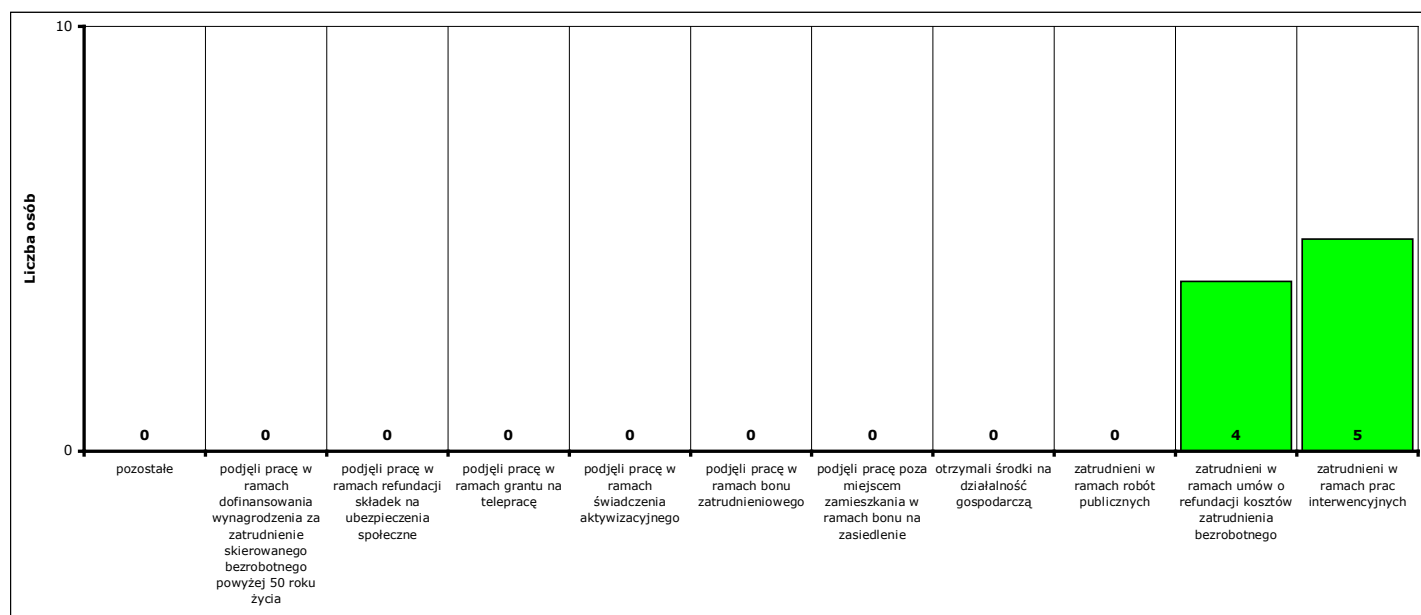 10
Liczba osób
0
0
0
0
0
0
0
0
0
0
4
5
pozostałe
podjęli pracę w
ramach
dofinansowania
wynagrodzenia za
zatrudnienie
skierowanego
bezrobotnego
powyżej 50 roku
życia
podjęli pracę w
ramach refundacji
składek na
ubezpieczenia
społeczne
podjęli pracę w
ramach grantu na
telepracę
podjęli pracę w
ramach
świadczenia
aktywizacyjnego
podjęli pracę w
ramach bonu
zatrudnieniowego
podjęli pracę poza
miejscem
zamieszkania w
ramach bonu na
zasiedlenie
otrzymali środki na
działalność
gospodarczą
zatrudnieni w
ramach robót
publicznych
zatrudnieni w
ramach umów o
refundacji kosztów
zatrudnienia
bezrobotnego
zatrudnieni w
ramach prac
interwencyjnych